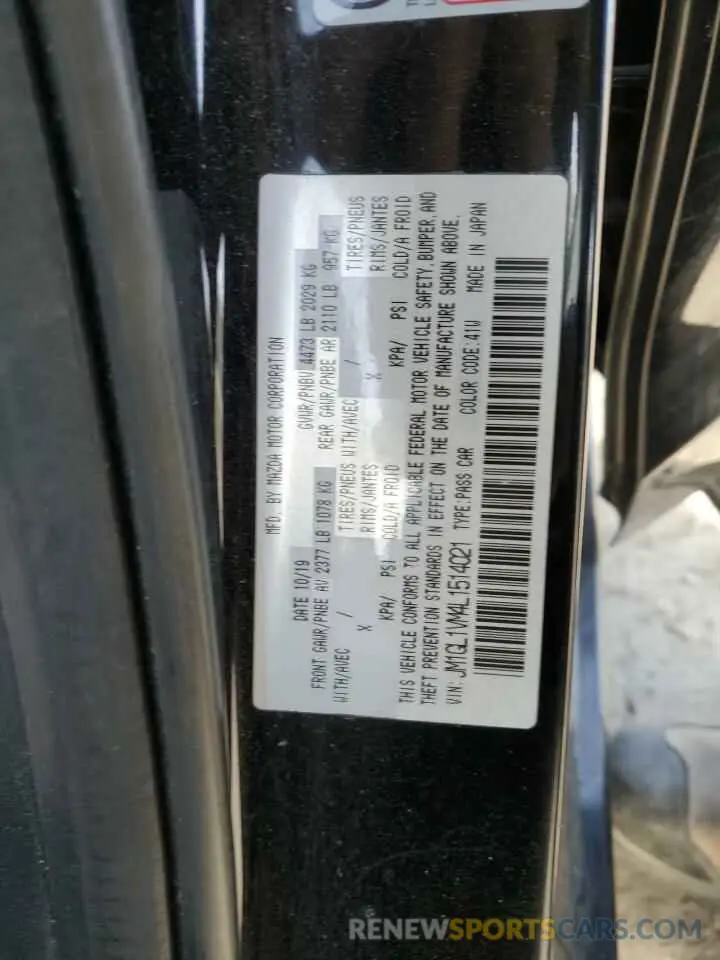 MFD. BY MAZDA MOTOR CORPORATION
DATE 10/19 GVWR/PNBV 4473 LB 2029 KG
FRONT GAWR/PNBE AV 2377 LB 1078 KG REAR GAWR/PNBE AR 2110 LB 957 KG
WITH/AVEC / TIRES/PNEUS WITH/AVEC / TIRES/PNEUS
X RIMS/JANTES X RIMS/JANTES
KPA/ PSI COLD/A FROID KPA/ PSI COLD/A FROID
THIS VEHICLE CONFORMS TO ALL APPLICABLE FEDERAL MOTOR VEHICLE SAFETY, BUMPER, AND
THEFT PREVENTION STANDARDS IN EFFECT ON THE DATE OF MANUFACTURE SHOWN ABOVE.
VIN: JM1GL1VM4L1514021 TYPE:PASS CAR COLOR CODE:41W MADE IN JAPAN
RENEWSPORTSCARS.COM